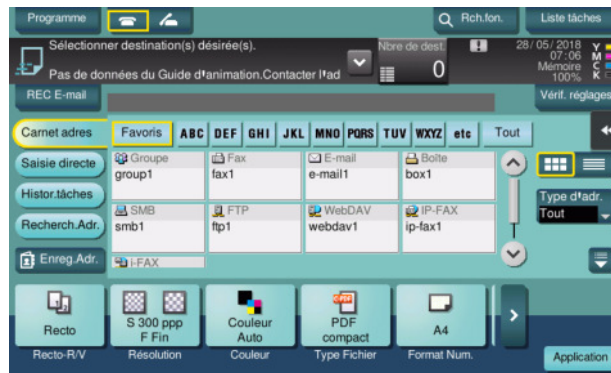 Programme
Rch.fon.
Liste tâches
Sélectionner destination(s) désirée(s).
Nbre de dest.
28/05/2018
07:06
Mémoire
100%
Y
M
C
K
Pas de données du Guide d'animation.Contacter l'ad
0
REC E-mail
Vérif. réglages
Carnet adres
Favoris ABC DEF GHI JKL MNO PQRS TUV WXYZ etc Tout
Saisie directe
Groupe
group1
Fax
fax1
E-mail
e-mail1
Boîte
box1
Histor.tâches
Type d'adr.
Tout
Recherch.Adr.
SMB
smb1
FTP
ftp1
WebDAV
webdav1
IP-FAX
ip-fax1
Enreg.Adr.
i-FAX
Recto
S 300 ppp
F Fin
Couleur
Auto
PDF
compact
A4
Recto-R/V
Résolution
Couleur
Type Fichier
Format Num.
Application